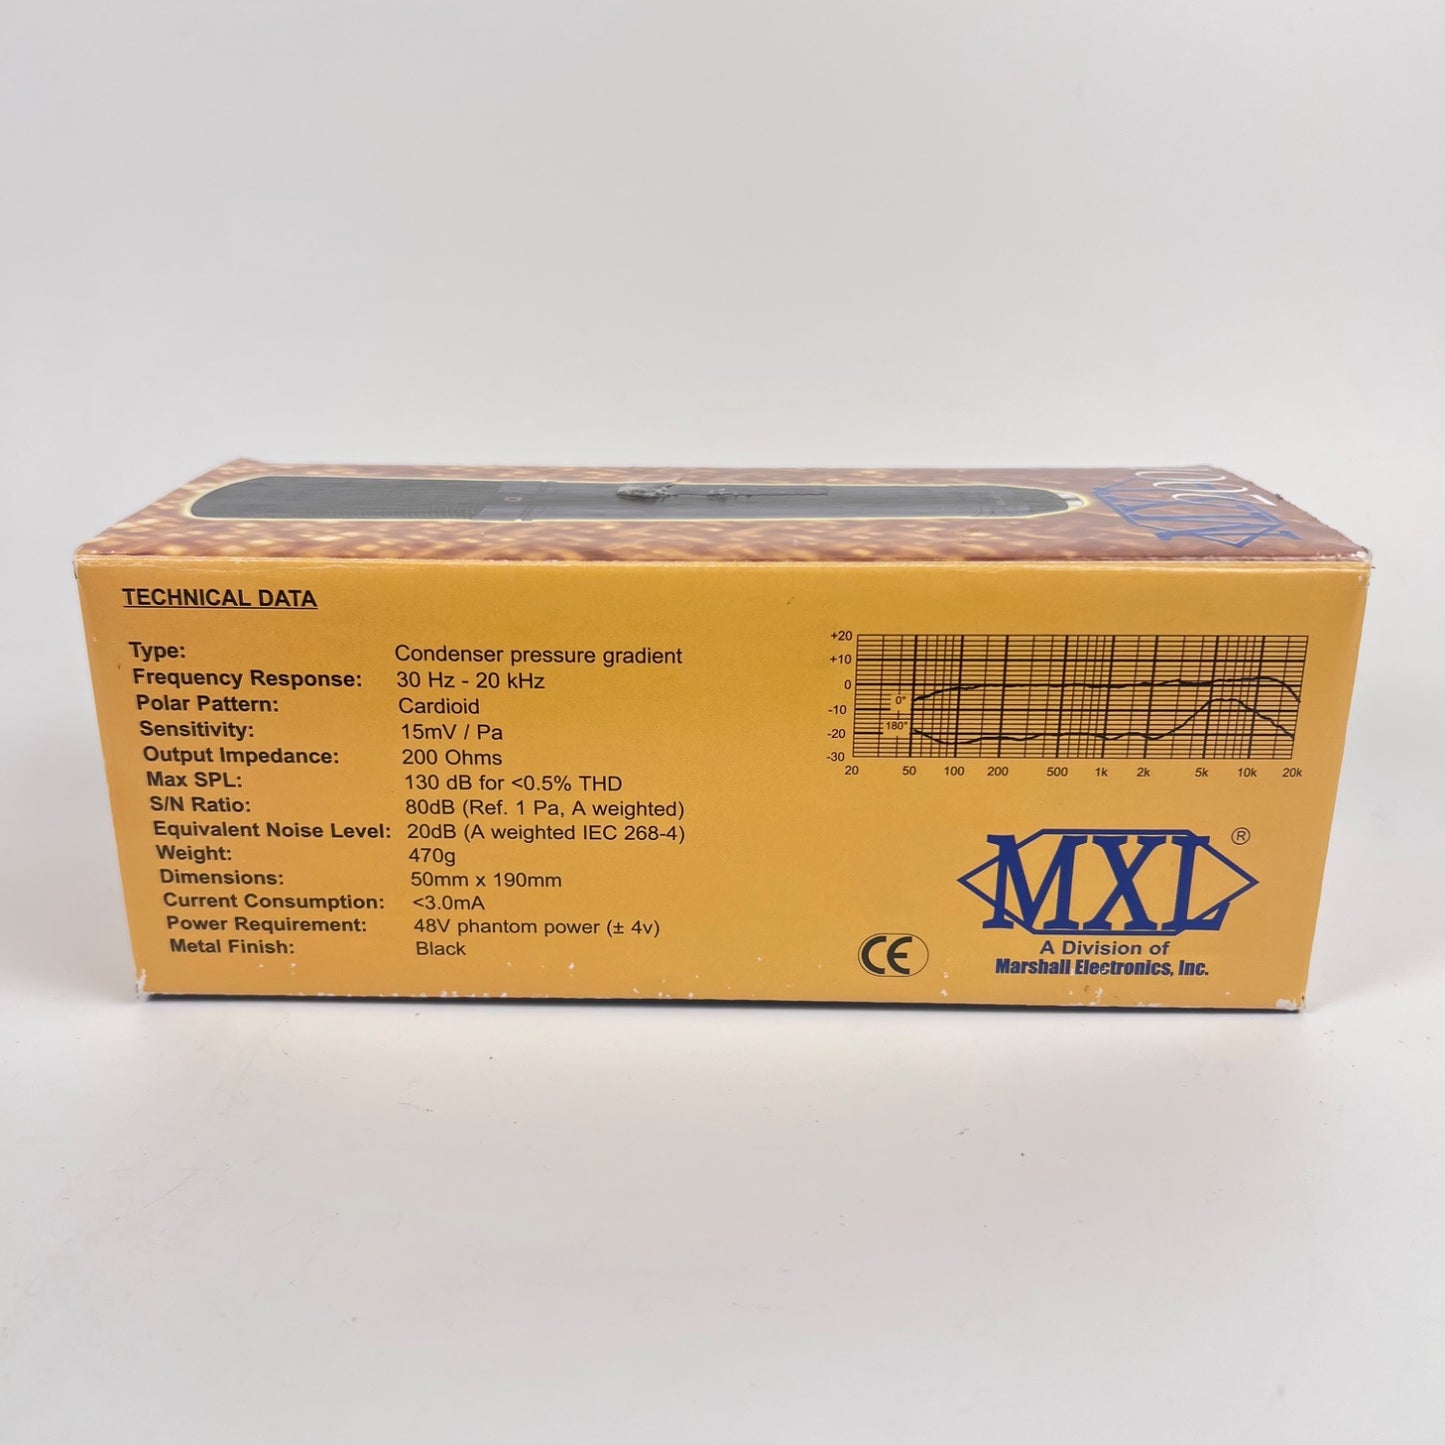 MXL 2001
TECHNICAL DATA
Type: Condenser pressure gradient
Frequency Response: 30 Hz - 20 kHz
Polar Pattern: Cardioid
Sensitivity: 15mV / Pa
Output Impedance: 200 Ohms
Max SPL: 130 dB for <0.5% THD
S/N Ratio: 80dB (Ref. 1 Pa, A weighted)
Equivalent Noise Level: 20dB (A weighted IEC 268-4)
Weight: 470g
Dimensions: 50mm x 190mm
Current Consumption: <3.0mA
Power Requirement: 48V phantom power (± 4v)
Metal Finish: Black
+20
+10
0
-10
-20
-30
0°
180°
20 50 100 200 500 1k 2k 5k 10k 20k
MXL®
A Division of
Marshall Electronics, Inc.
CE